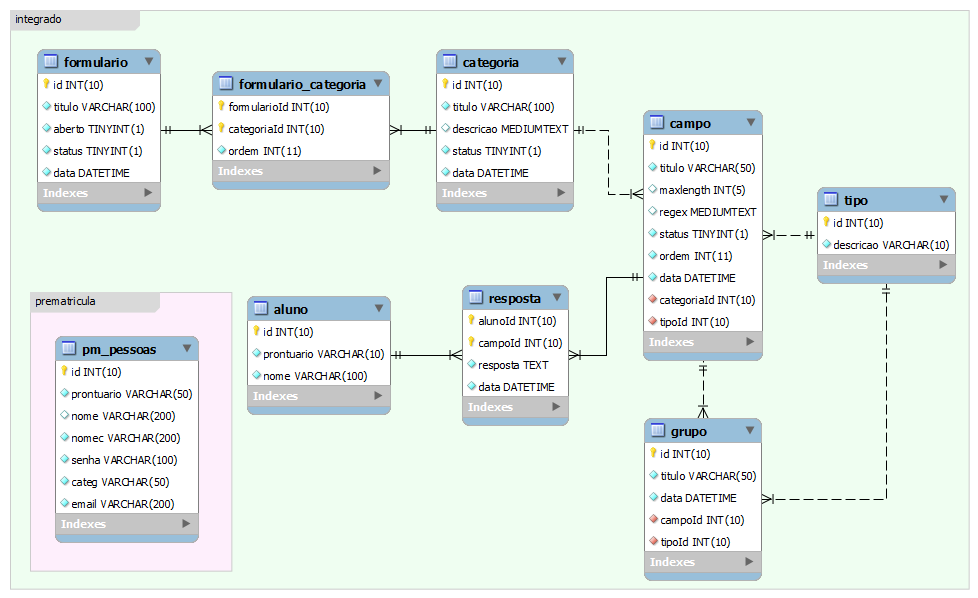 integrado
formulario
id INT(10)
titulo VARCHAR(100)
aberto TINYINT(1)
status TINYINT(1)
data DATETIME
Indexes
formulario_categoria
formularioId INT(10)
categoriaId INT(10)
ordem INT(11)
Indexes
categoria
id INT(10)
titulo VARCHAR(100)
descricao MEDIUMTEXT
status TINYINT(1)
data DATETIME
Indexes
campo
id INT(10)
titulo VARCHAR(50)
maxlength INT(5)
regex MEDIUMTEXT
status TINYINT(1)
ordem INT(11)
data DATETIME
categoriaId INT(10)
tipoId INT(10)
Indexes
tipo
id INT(10)
descricao VARCHAR(10)
Indexes
prematricula
pm_pessoas
id INT(10)
prontuario VARCHAR(50)
nome VARCHAR(200)
nomec VARCHAR(200)
senha VARCHAR(100)
categ VARCHAR(50)
email VARCHAR(200)
Indexes
aluno
id INT(10)
prontuario VARCHAR(10)
nome VARCHAR(100)
Indexes
resposta
alunoId INT(10)
campoId INT(10)
resposta TEXT
data DATETIME
Indexes
grupo
id INT(10)
titulo VARCHAR(50)
data DATETIME
campoId INT(10)
tipoId INT(10)
Indexes